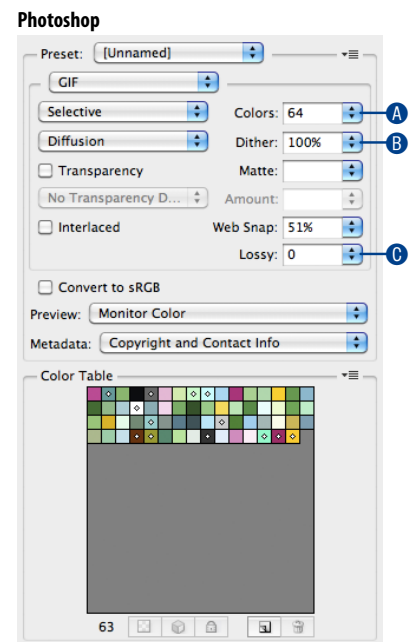 Photoshop
Preset: [Unnamed]
GIF
Selective Colors: 64 A
Diffusion Dither: 100% B
Transparency Matte:
No Transparency D... Amount:
Interlaced Web Snap: 51%
Lossy: 0 C
Convert to sRGB
Preview: Monitor Color
Metadata: Copyright and Contact Info
Color Table
63